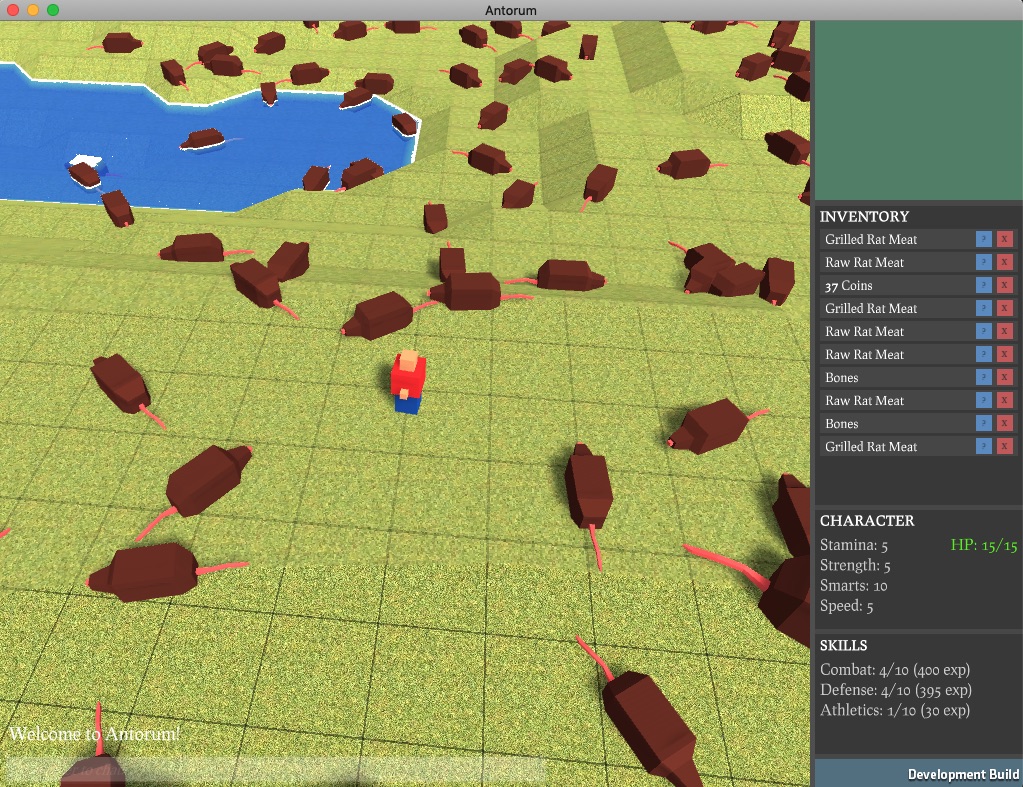 Antorum
INVENTORY
Grilled Rat Meat ? X
Raw Rat Meat ? X
37 Coins ? X
Grilled Rat Meat ? X
Raw Rat Meat ? X
Raw Rat Meat ? X
Bones ? X
Raw Rat Meat ? X
Bones ? X
Grilled Rat Meat ? X
CHARACTER
Stamina: 5 HP: 15/15
Strength: 5
Smarts: 10
Speed: 5
SKILLS
Combat: 4/10 (400 exp)
Defense: 4/10 (395 exp)
Athletics: 1/10 (30 exp)
Welcome to Antorum!
Development Build